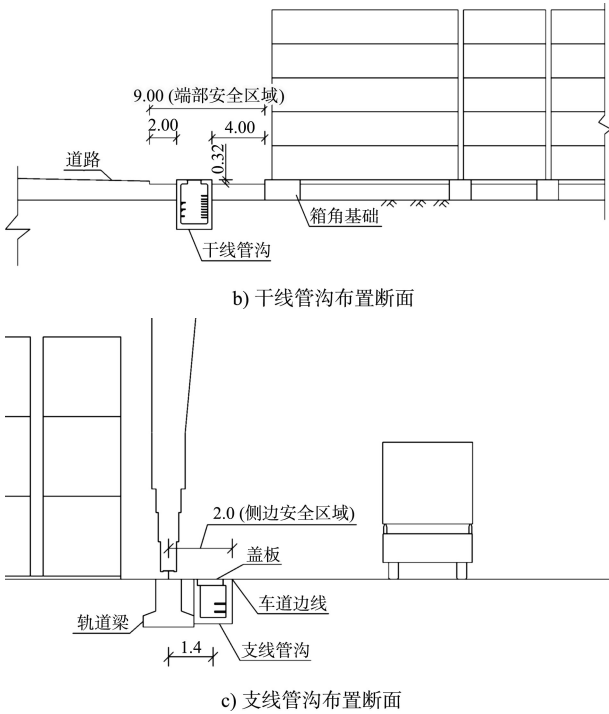 9.00 (端部安全区域)
2.00
4.00
0.32
道路
箱角基础
干线管沟
b) 干线管沟布置断面
2.0 (侧边安全区域)
盖板
车道边线
轨道梁
1.4
支线管沟
c) 支线管沟布置断面